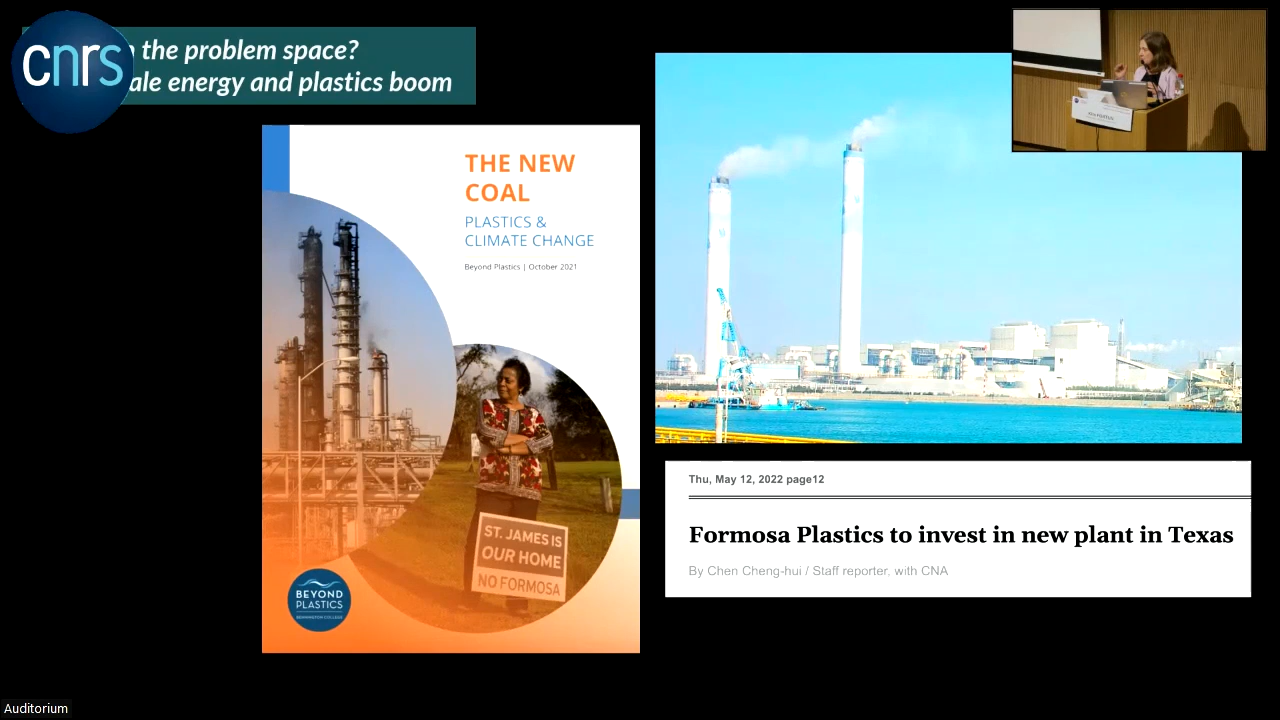 cnrs
the problem space?
ale energy and plastics boom
THE NEW
COAL
PLASTICS &
CLIMATE CHANGE
Beyond Plastics | October 2021
ST. JAMES IS
OUR HOME
NO FORMOSA
BEYOND
PLASTICS
BENNINGTON COLLEGE
Thu, May 12, 2022 page12
Formosa Plastics to invest in new plant in Texas
By Chen Cheng-hui / Staff reporter, with CNA
Auditorium